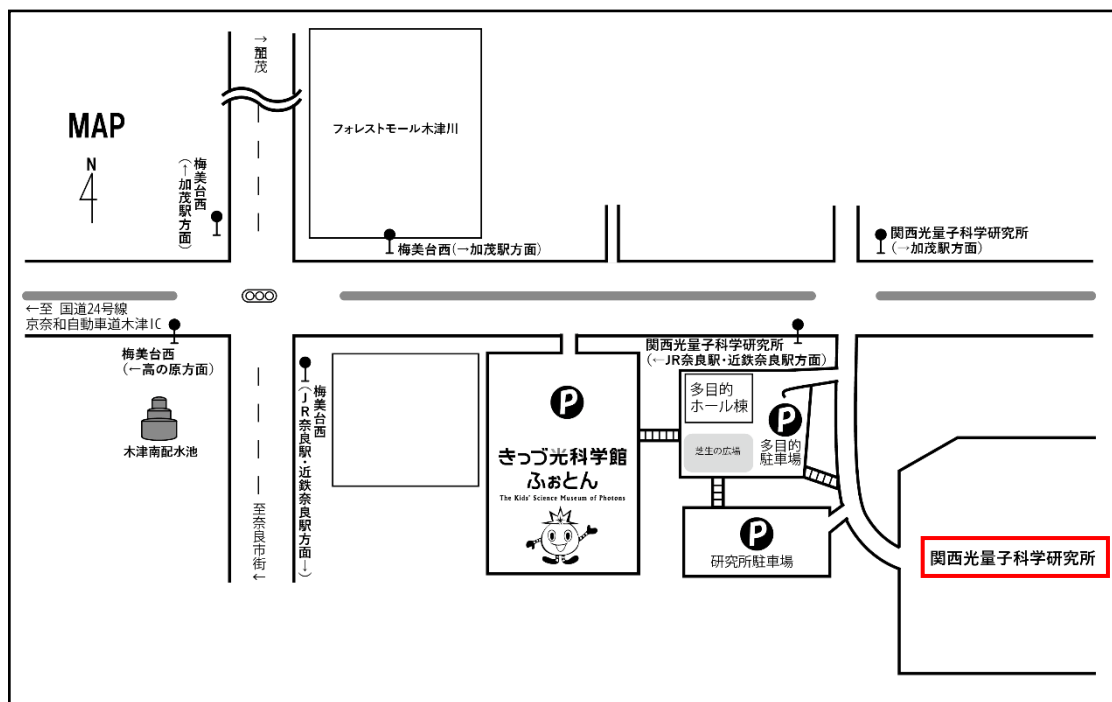 →加茂
MAP
N
フォレストモール木津川
梅美台西
(↑加茂駅方面)
梅美台西(→加茂駅方面)
関西光量子科学研究所
(→加茂駅方面)
←至 国道24号線
京奈和自動車道木津IC
梅美台西
(←高の原方面)
木津南配水池
梅美台西
(JR奈良駅・近鉄奈良駅方面→)
至奈良市街←
関西光量子科学研究所
(←JR奈良駅・近鉄奈良駅方面)
P
きっづ光科学館
ふぉとん
The Kids' Science Museum of Photons
多目的
ホール棟
芝生の広場
P
多目的
駐車場
P
研究所駐車場
関西光量子科学研究所